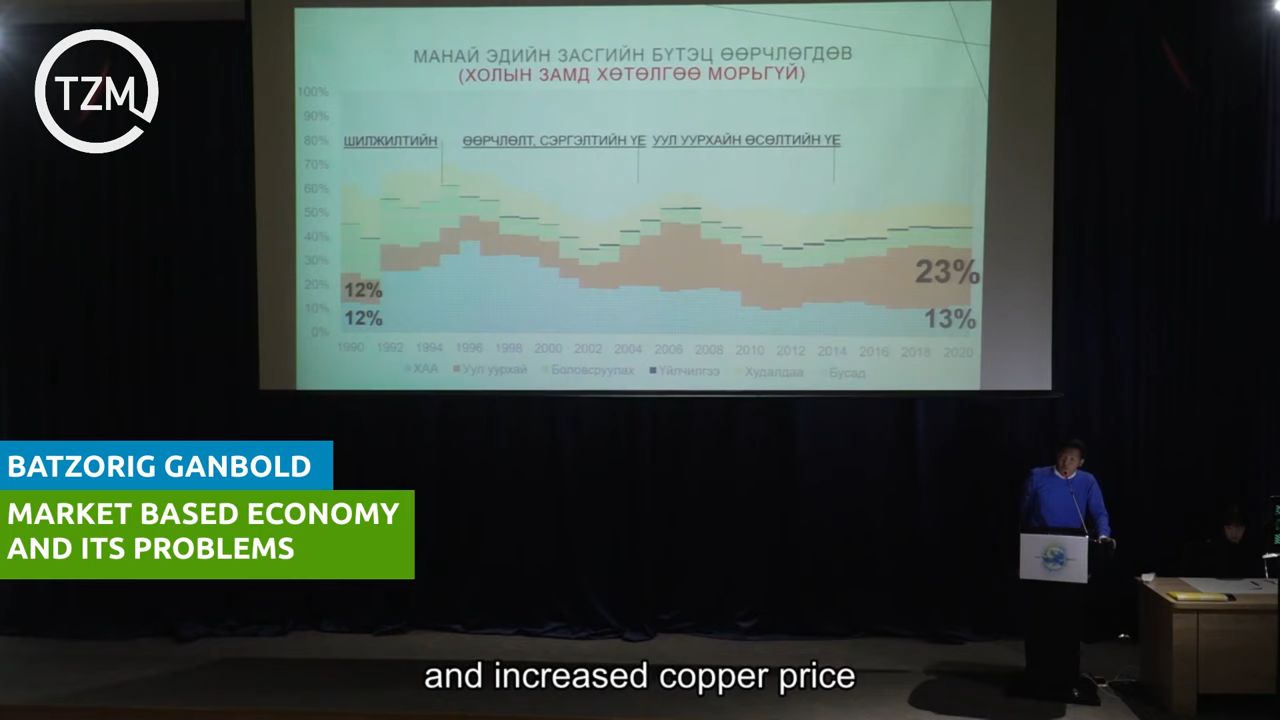 TZM
МАНАЙ ЭДИЙН ЗАСГИЙН БҮТЭЦ ӨӨРЧЛӨГДӨВ
(ХОЛЫН ЗАМД ХӨТӨЛГӨӨ МОРЬГҮЙ)
100%
90%
80%
70%
60%
50%
40%
30%
20%
10%
0%
ШИЛЖИЛТИЙН
ӨӨРЧЛӨЛТ, СЭРГЭЛТИЙН ҮЕ
УУЛ УУРХАЙН ӨСӨЛТИЙН ҮЕ
12%
12%
23%
13%
1990 1992 1994 1996 1998 2000 2002 2004 2006 2008 2010 2012 2014 2016 2018 2020
ХАА Уул уурхай Боловсруулах Үйлчилгээ Худалдаа Бусад
BATZORIG GANBOLD
MARKET BASED ECONOMY
AND ITS PROBLEMS
and increased copper price